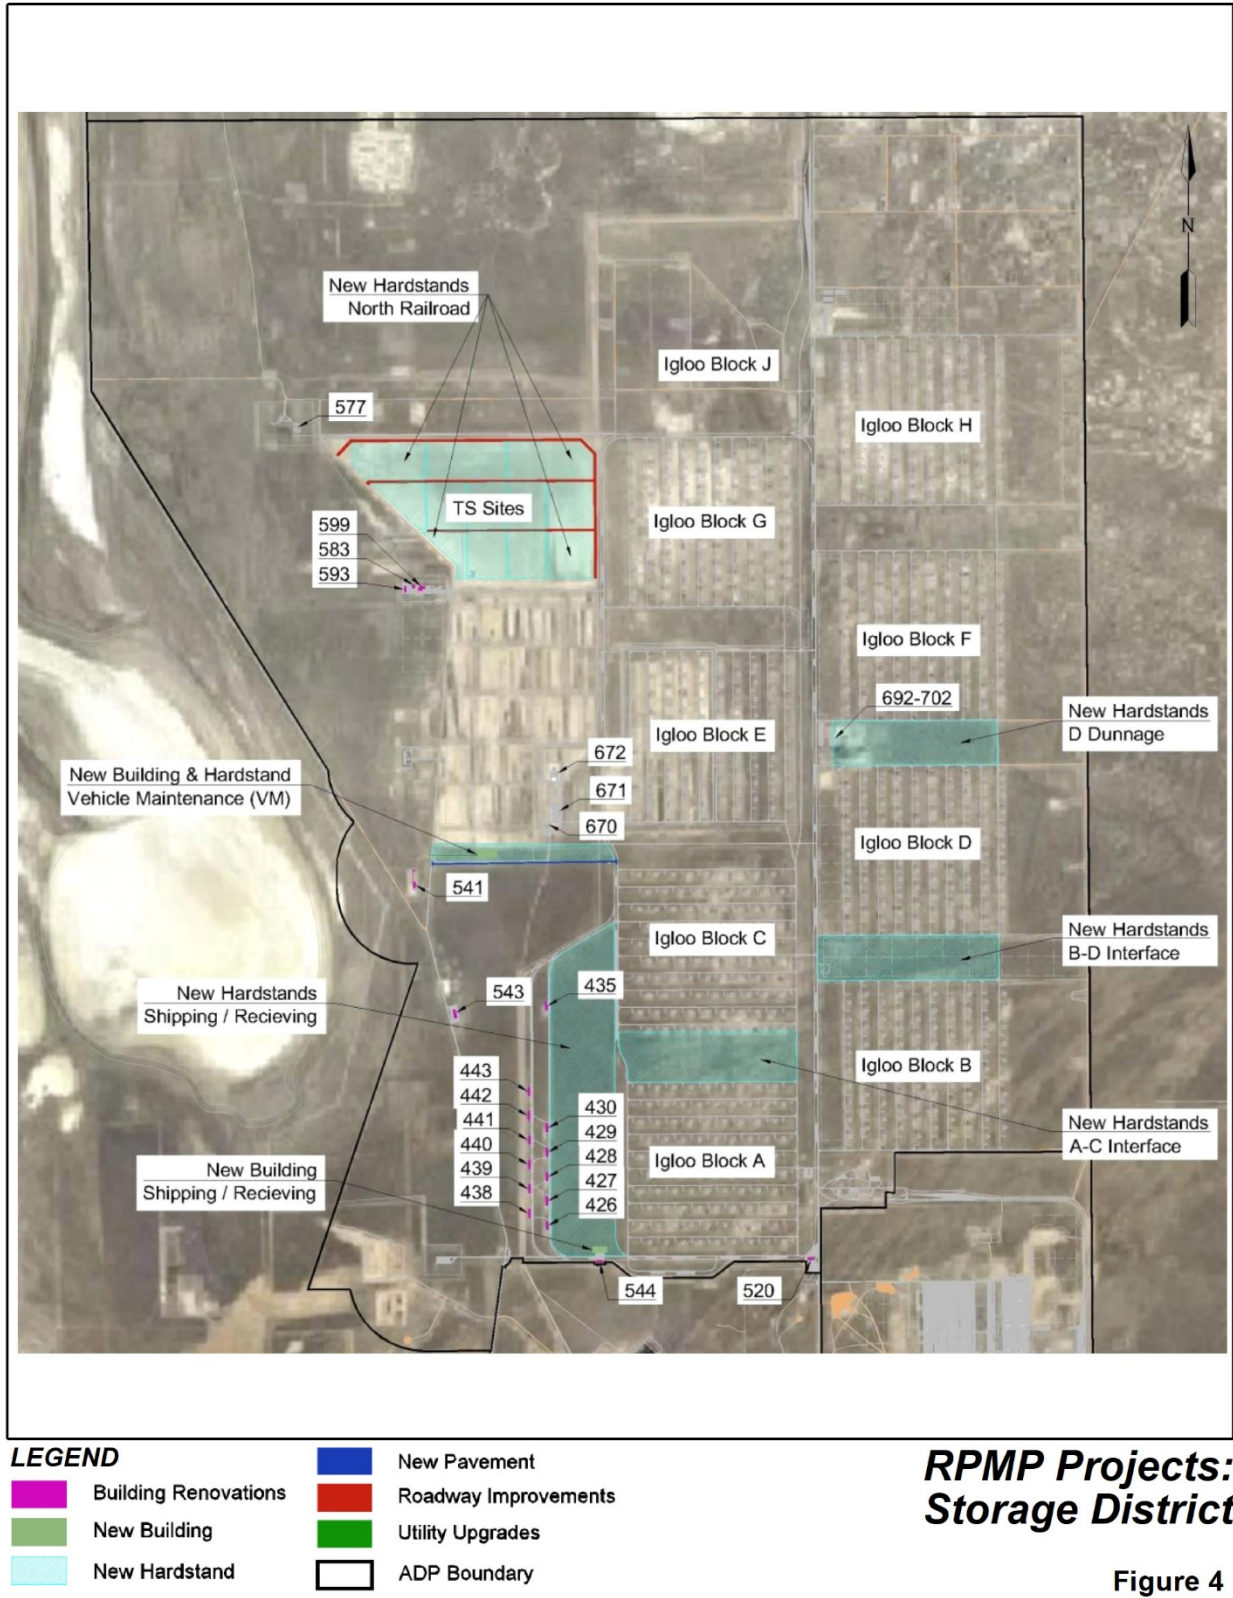 N
New Hardstands
North Railroad
Igloo Block J
577
Igloo Block H
TS Sites
Igloo Block G
599
583
593
Igloo Block F
692-702
New Hardstands
D Dunnage
Igloo Block E
672
New Building & Hardstand
Vehicle Maintenance (VM)
671
670
Igloo Block D
541
Igloo Block C
New Hardstands
B-D Interface
New Hardstands
Shipping / Recieving
543
435
443
442
441
440
439
438
430
429
428
427
426
Igloo Block B
New Hardstands
A-C Interface
New Building
Shipping / Recieving
Igloo Block A
544
520
LEGEND
Building Renovations
New Building
New Hardstand
New Pavement
Roadway Improvements
Utility Upgrades
ADP Boundary
RPMP Projects:
Storage District
Figure 4